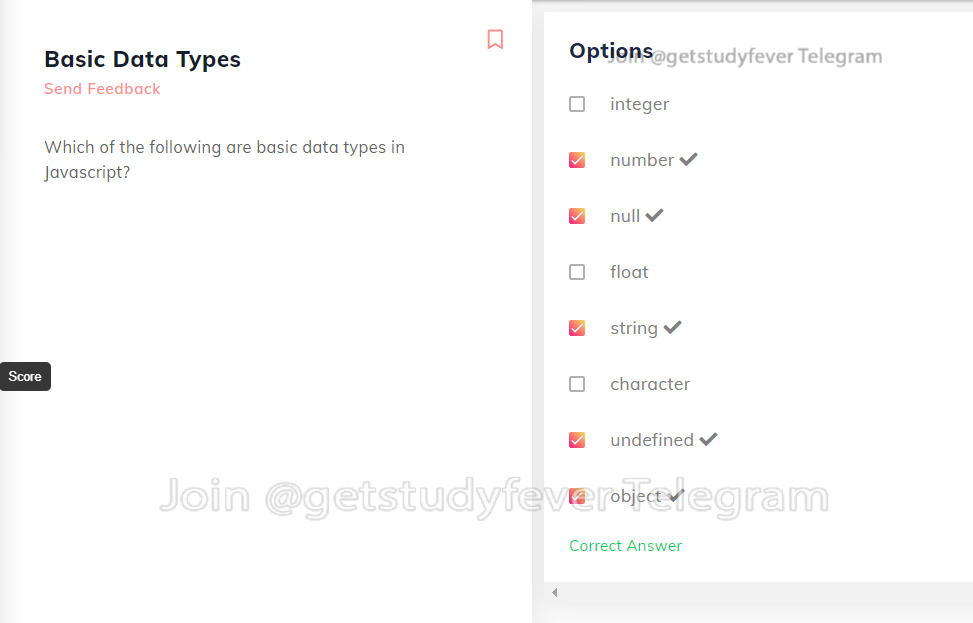 Basic Data Types
Send Feedback
Which of the following are basic data types in
Javascript?
Score
Options
Join @getstudyfever Telegram
integer
number
null
float
string
character
undefined
object
Join @getstudyfever Telegram
Correct Answer